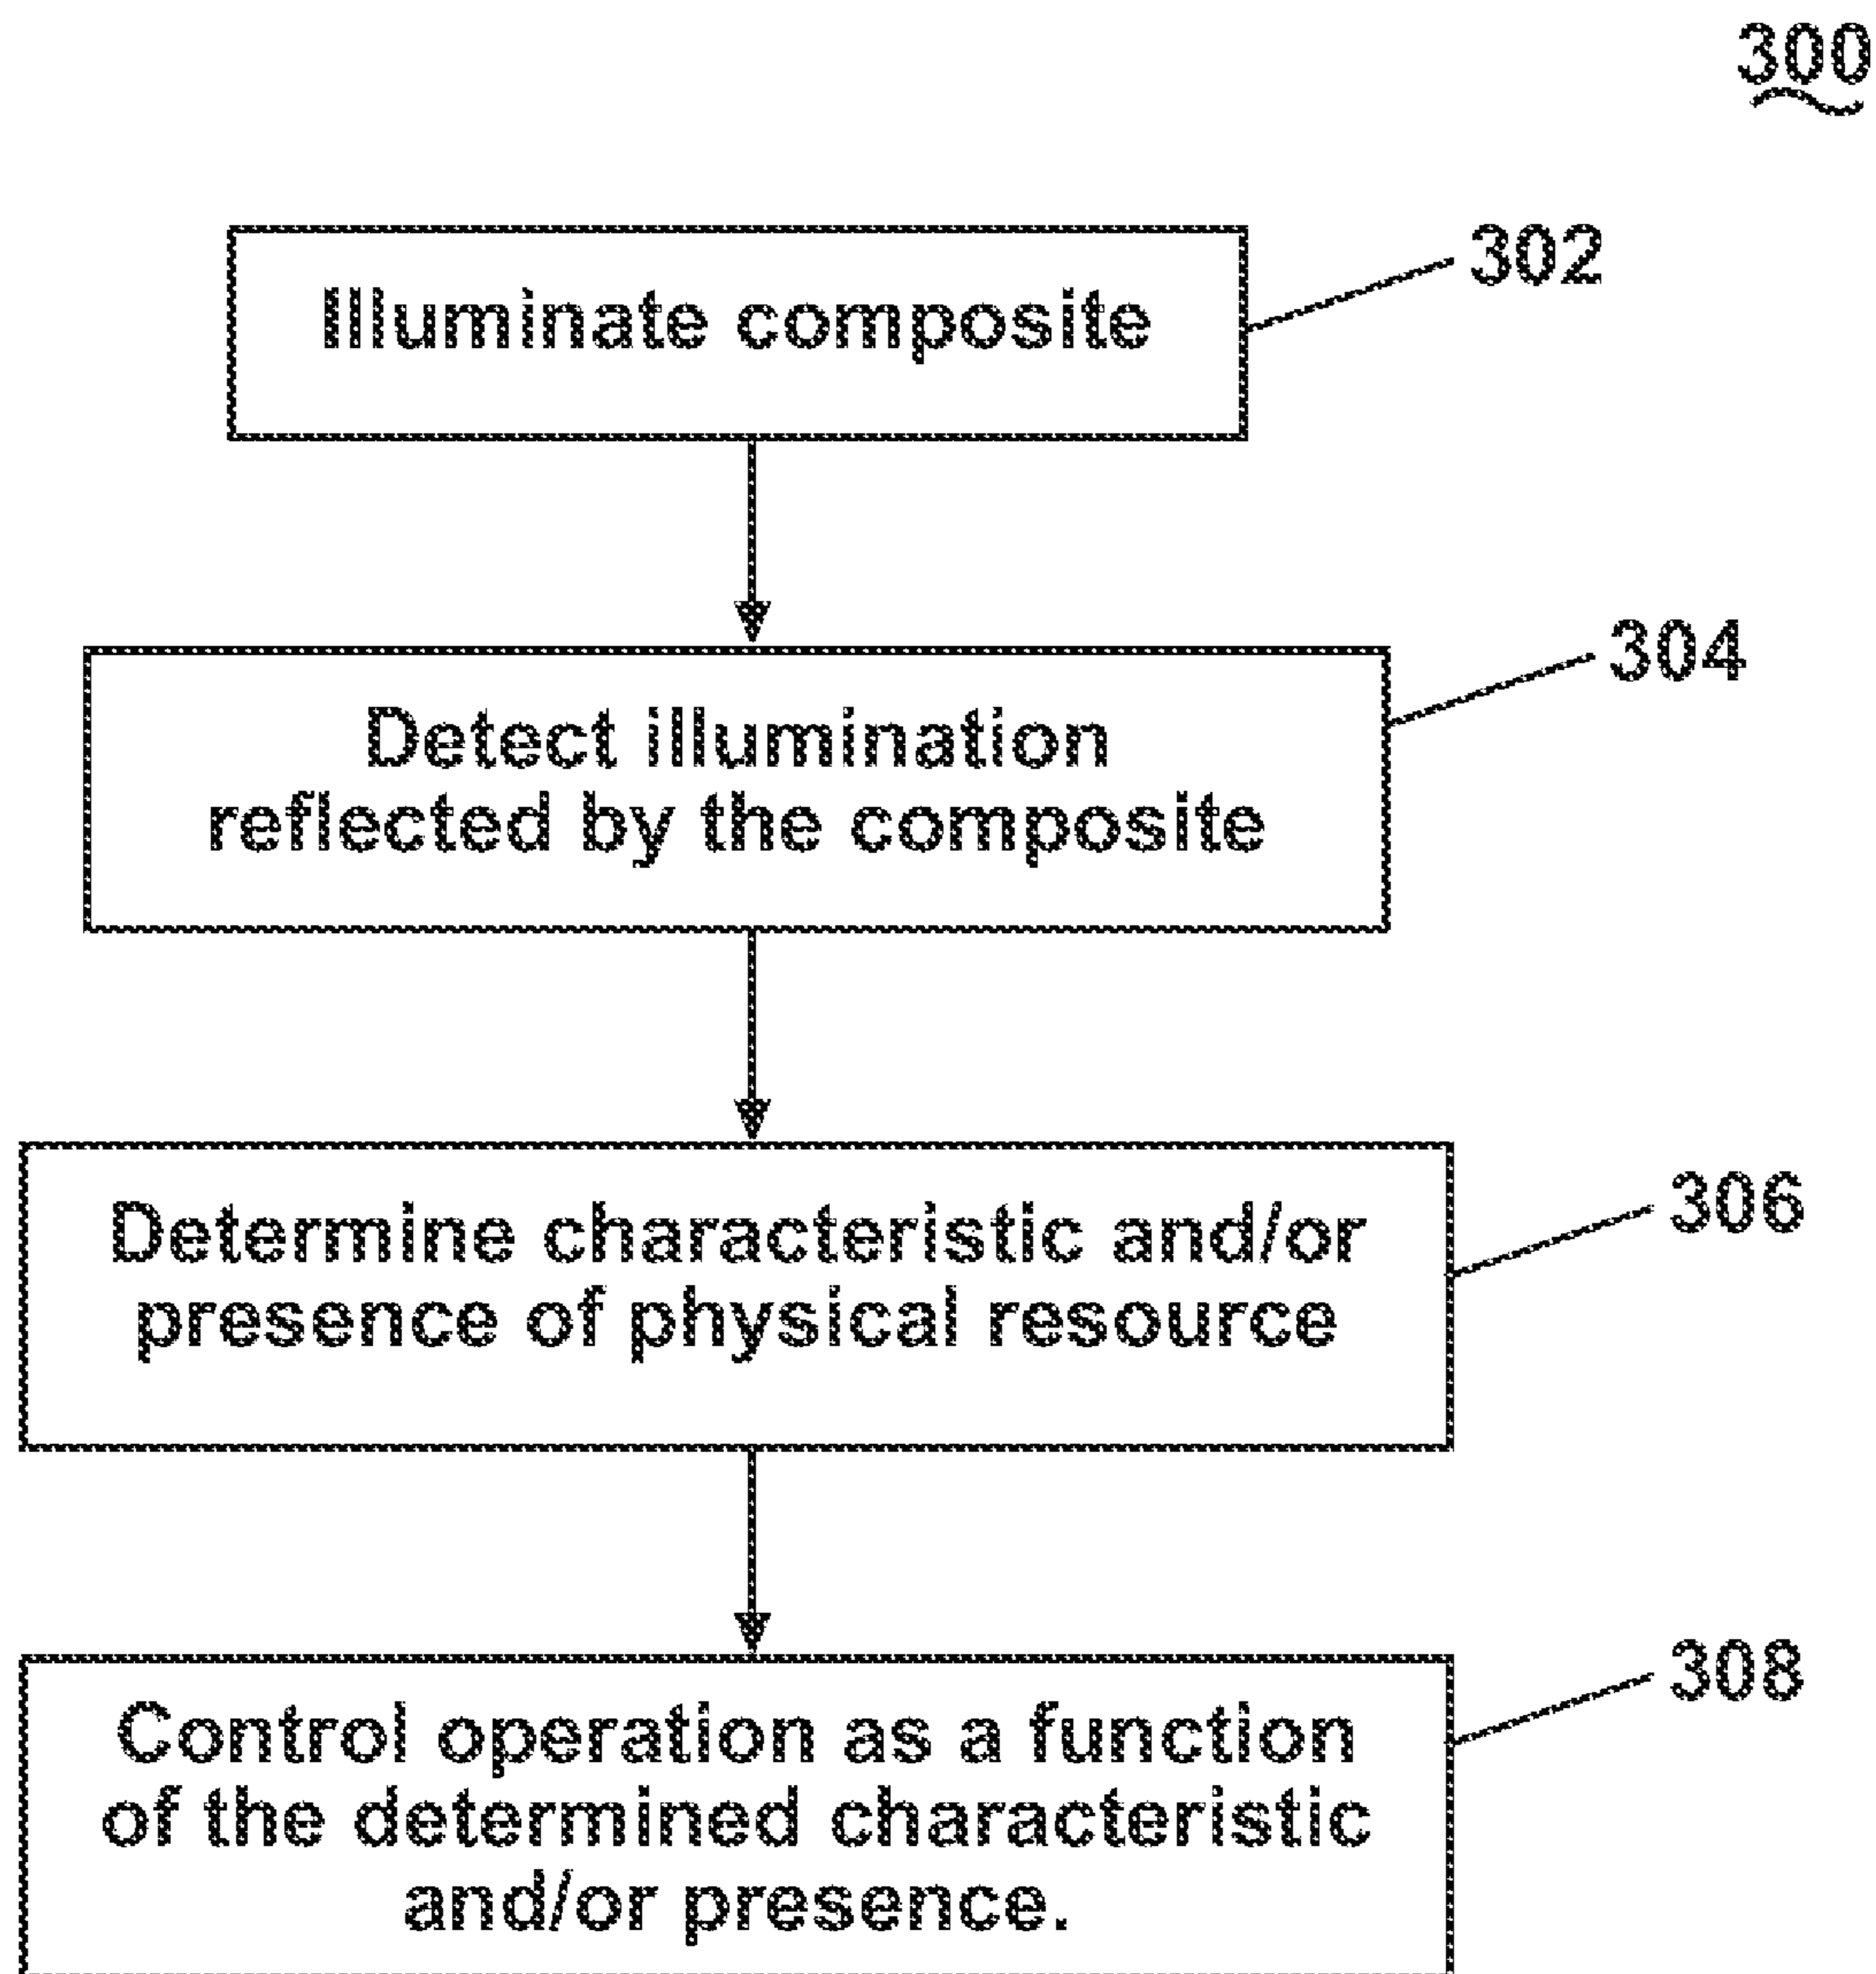 300
Illuminate composite
302
Detect illumination
reflected by the composite
304
Determine characteristic and/or
presence of physical resource
306
Control operation as a function
of the determined characteristic
and/or presence.
308